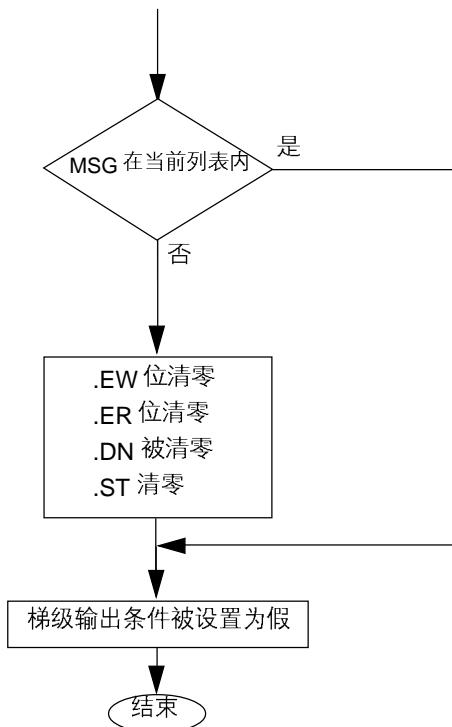 MSG 在当前列表内
是
否
.EW 位清零
.ER 位清零
.DN 被清零
.ST 清零
梯级输出条件被设置为假
结束